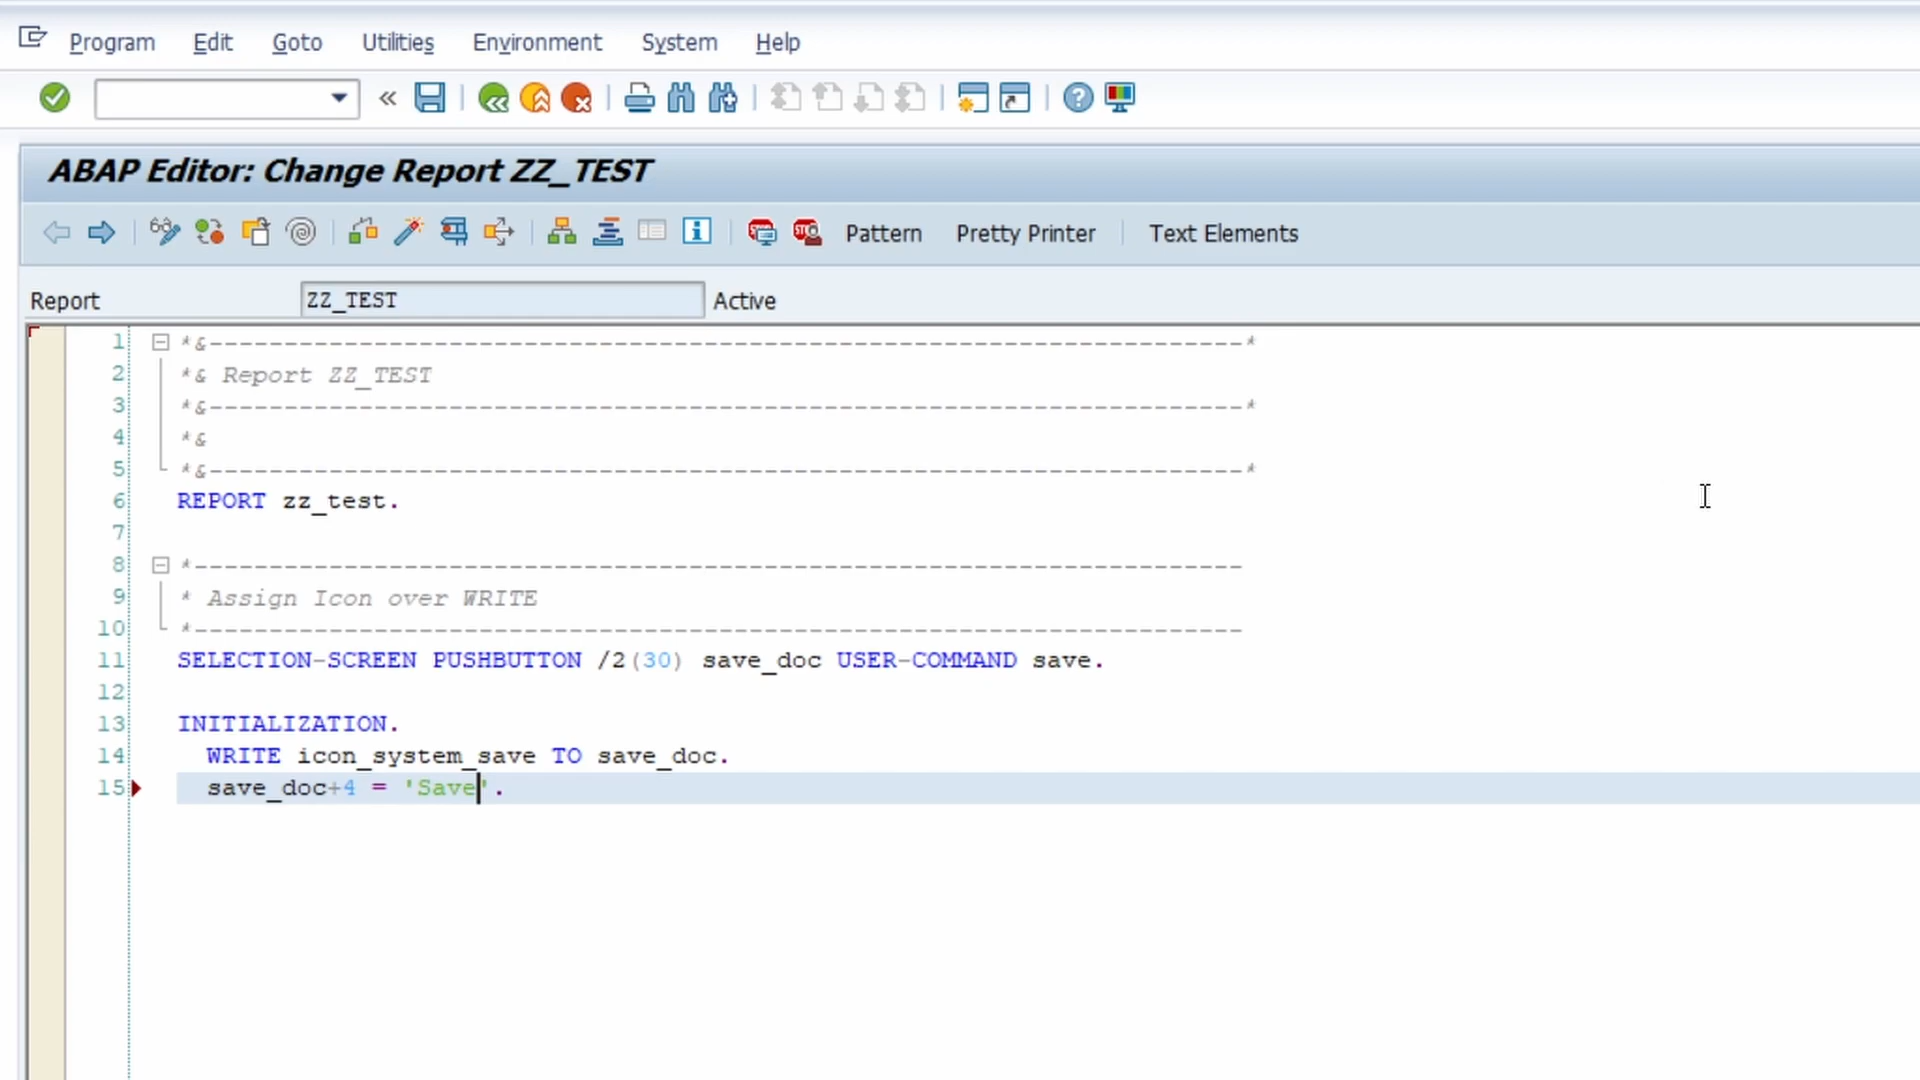 Program Edit Goto Utilities Environment System Help
ABAP Editor: Change Report ZZ_TEST
Pattern Pretty Printer Text Elements
Report ZZ_TEST Active
1 *&---------------------------------------------------------------------*
2 *& Report ZZ_TEST
3 *&---------------------------------------------------------------------*
4 *&
5 *&---------------------------------------------------------------------*
6 REPORT zz_test.
7
8 *----------------------------------------------------------------------
9 * Assign Icon over WRITE
10 *----------------------------------------------------------------------
11 SELECTION-SCREEN PUSHBUTTON /2(30) save_doc USER-COMMAND save.
12
13 INITIALIZATION.
14 WRITE icon_system_save TO save_doc.
15 save_doc+4 = 'Save'.